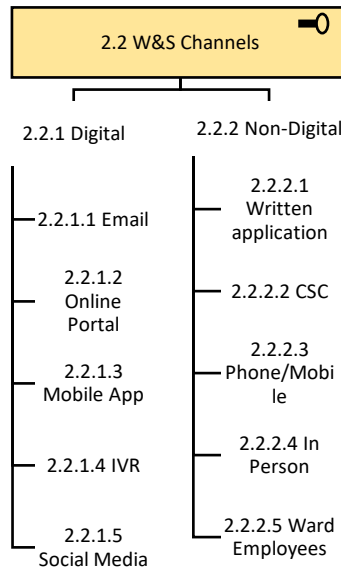 2.2 W&S Channels
2.2.1 Digital
2.2.1.1 Email
2.2.1.2
Online
Portal
2.2.1.3
Mobile App
2.2.1.4 IVR
2.2.1.5
Social Media
2.2.2 Non-Digital
2.2.2.1
Written
application
2.2.2.2 CSC
2.2.2.3
Phone/Mobi
le
2.2.2.4 In
Person
2.2.2.5 Ward
Employees